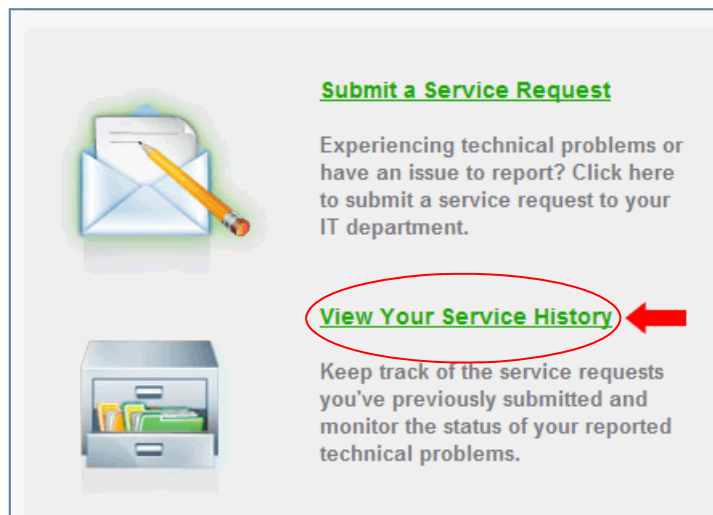 Submit a Service Request
Experiencing technical problems or
have an issue to report? Click here
to submit a service request to your
IT department.
View Your Service History
Keep track of the service requests
you've previously submitted and
monitor the status of your reported
technical problems.